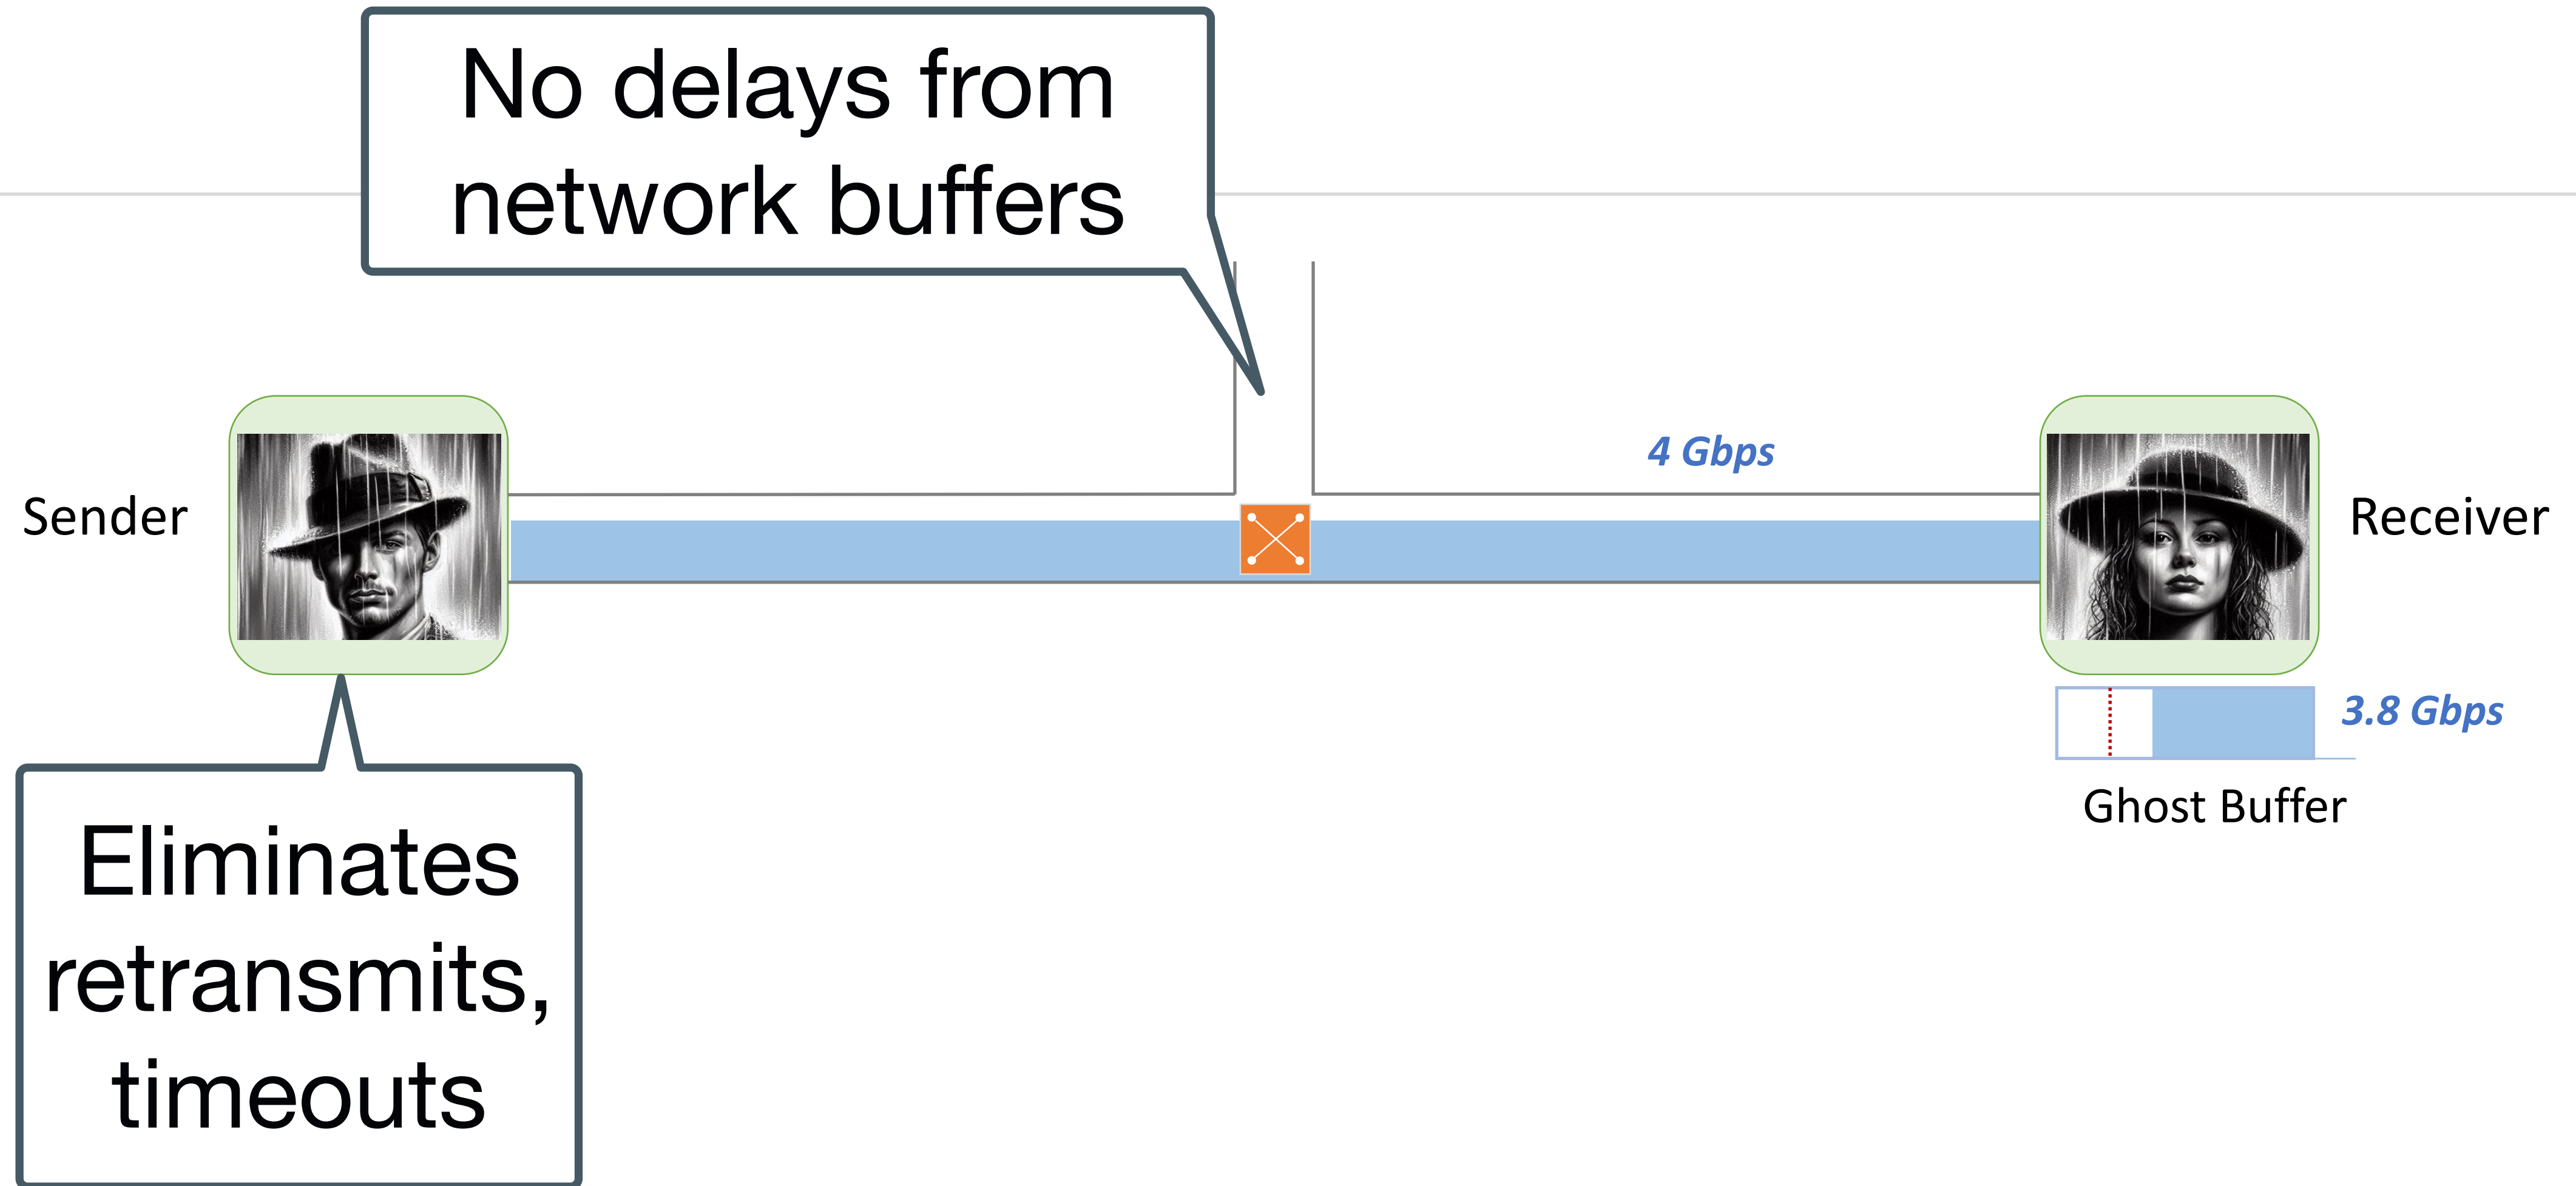 No delays from
network buffers
4 Gbps
Sender
Receiver
3.8 Gbps
Ghost Buffer
Eliminates
retransmits,
timeouts